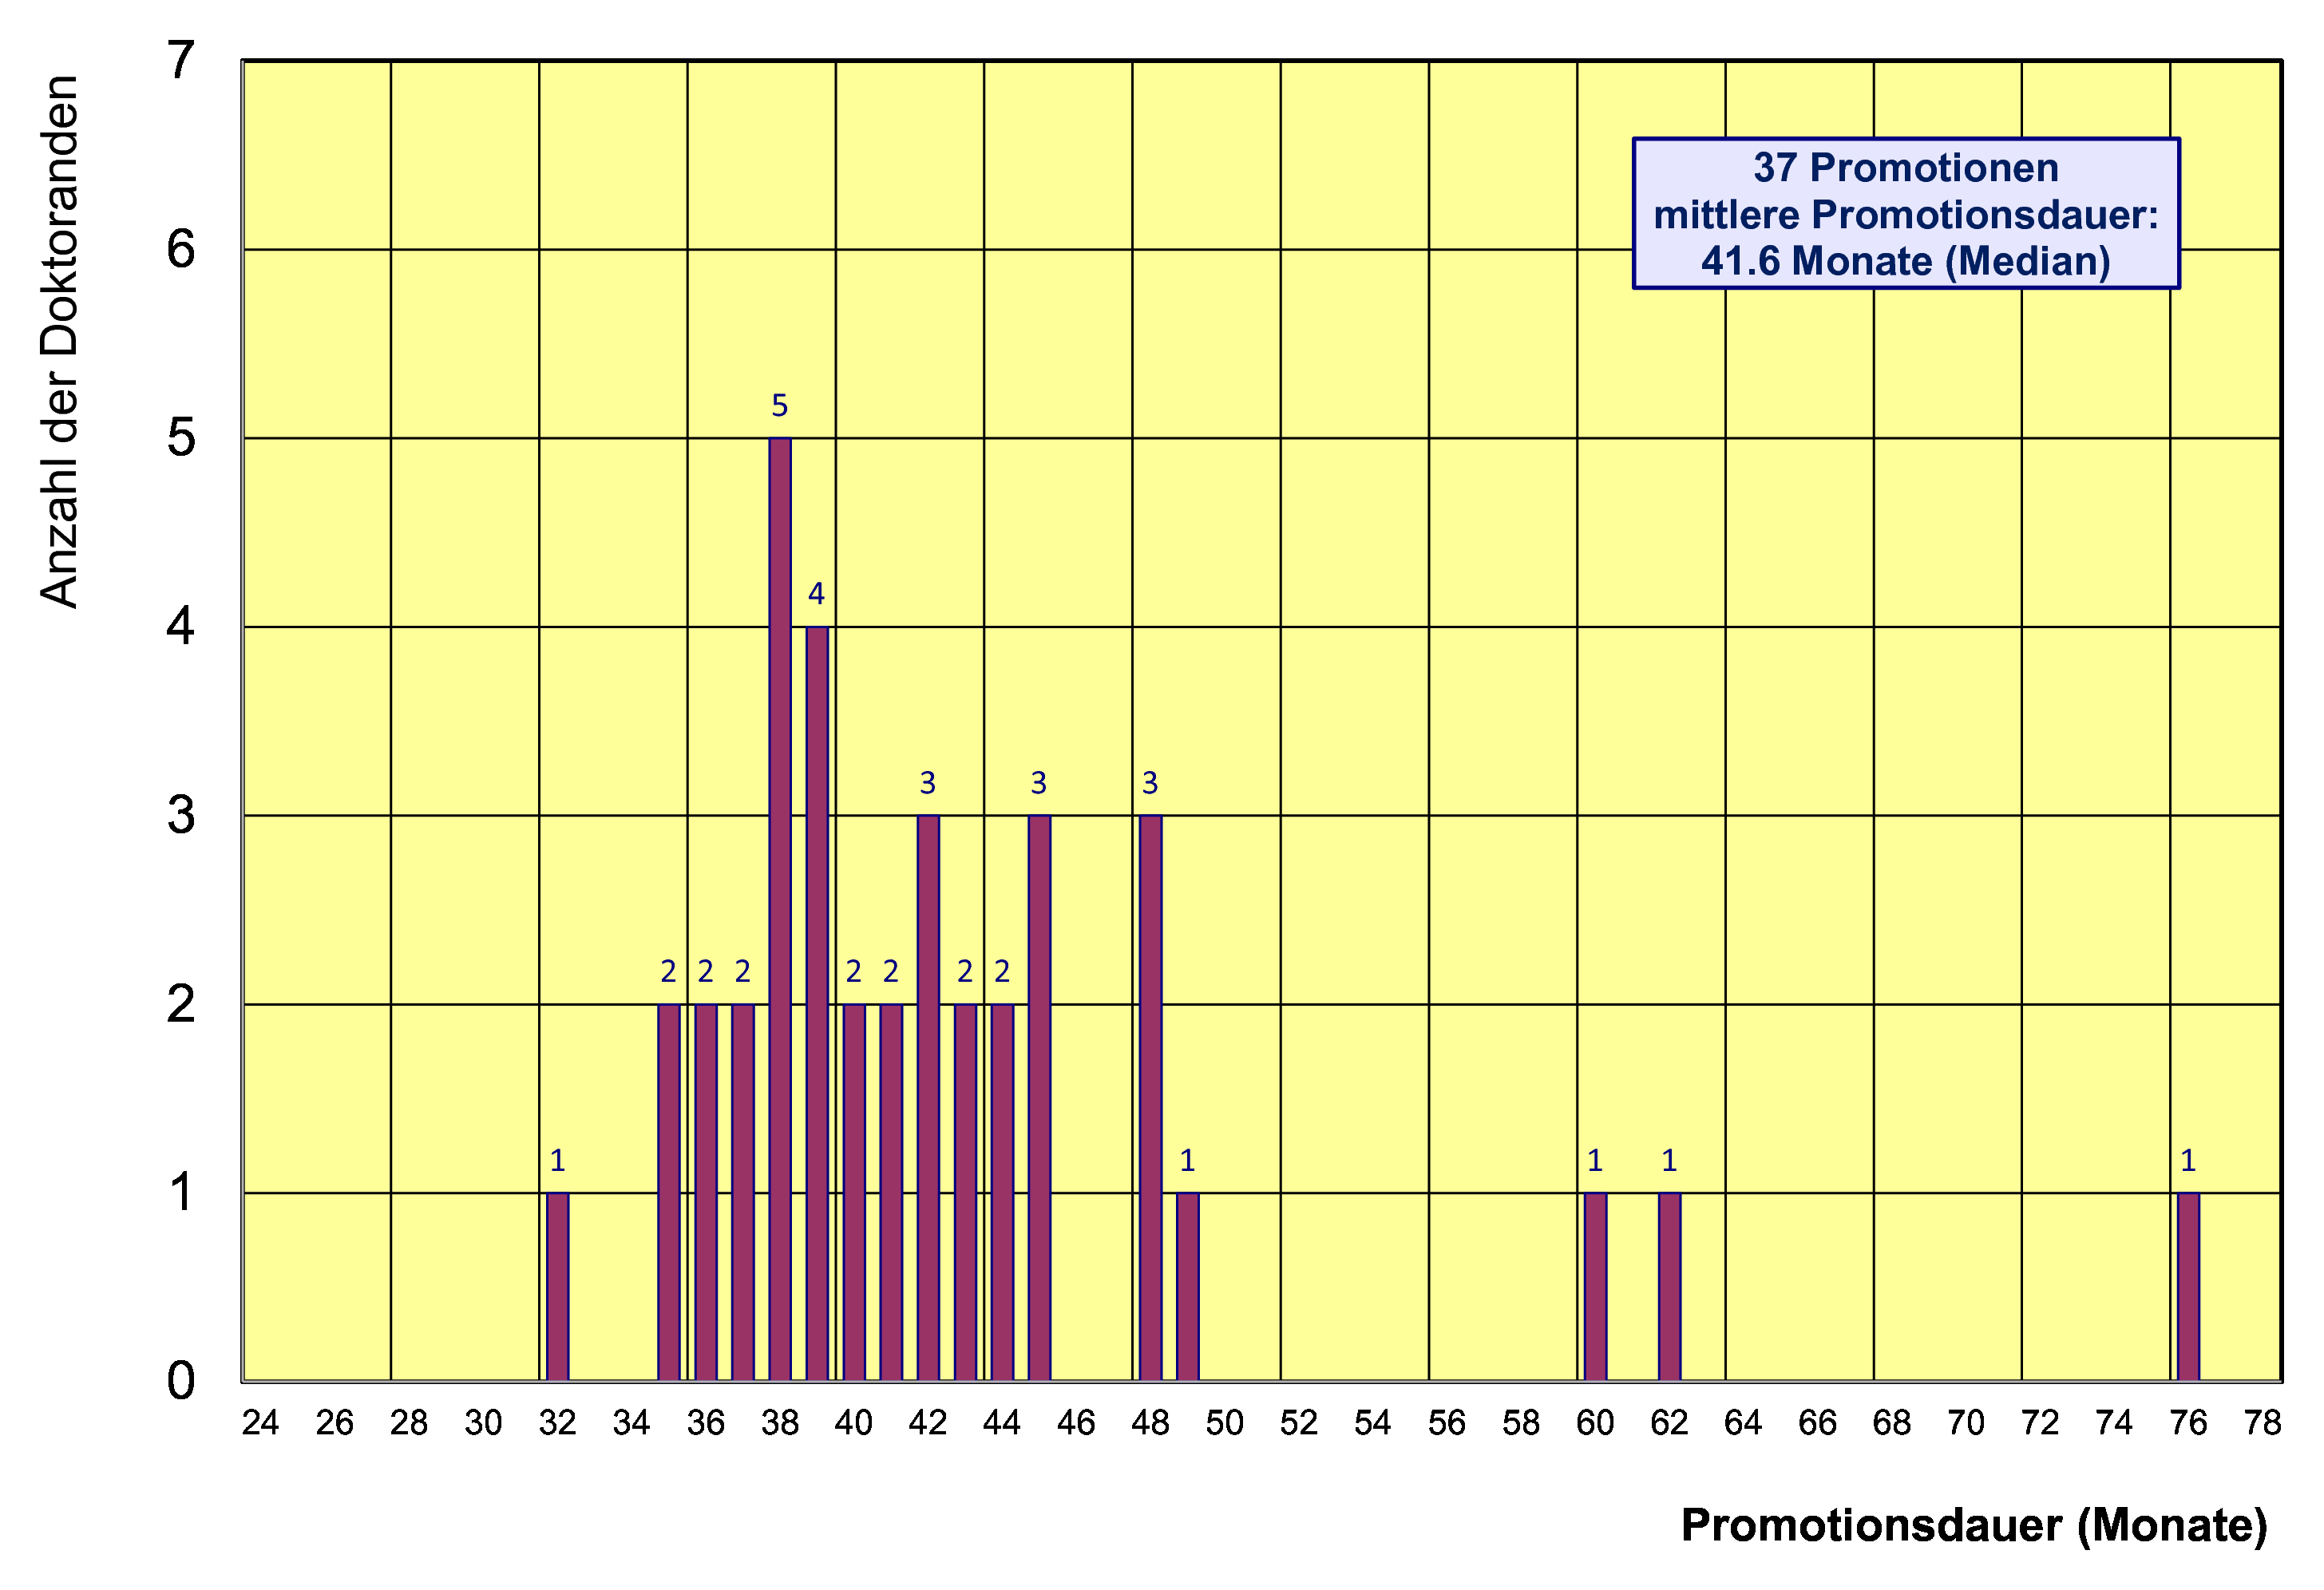 Anzahl der Doktoranden
7
6
5
4
3
2
1
0
37 Promotionen
mittlere Promotionsdauer:
41.6 Monate (Median)
1 2 2 2 5 4 2 2 3 2 2 3 3 1 1 1 1
24 26 28 30 32 34 36 38 40 42 44 46 48 50 52 54 56 58 60 62 64 66 68 70 72 74 76 78
Promotionsdauer (Monate)